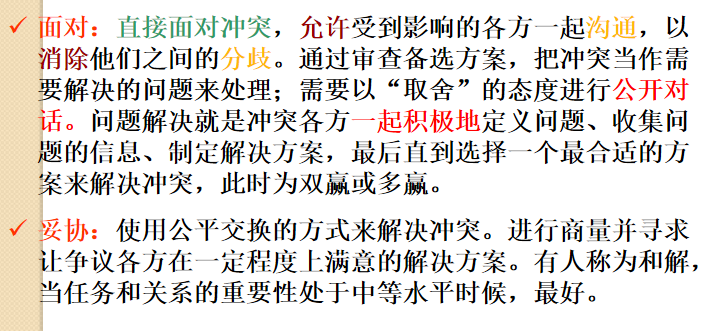 ✓ 面对：直接面对冲突，允许受到影响的各方一起沟通，以
消除他们之间的分歧。通过审查备选方案，把冲突当作需
要解决的问题来处理；需要以“取舍”的态度进行公开对
话。问题解决就是冲突各方一起积极地定义问题、收集问
题的信息、制定解决方案，最后直到选择一个最合适的方
案来解决冲突，此时为双赢或多赢。
✓ 妥协：使用公平交换的方式来解决冲突。进行商量并寻求
让争议各方在一定程度上满意的解决方案。有人称为和解，
当任务和关系的重要性处于中等水平时候，最好。